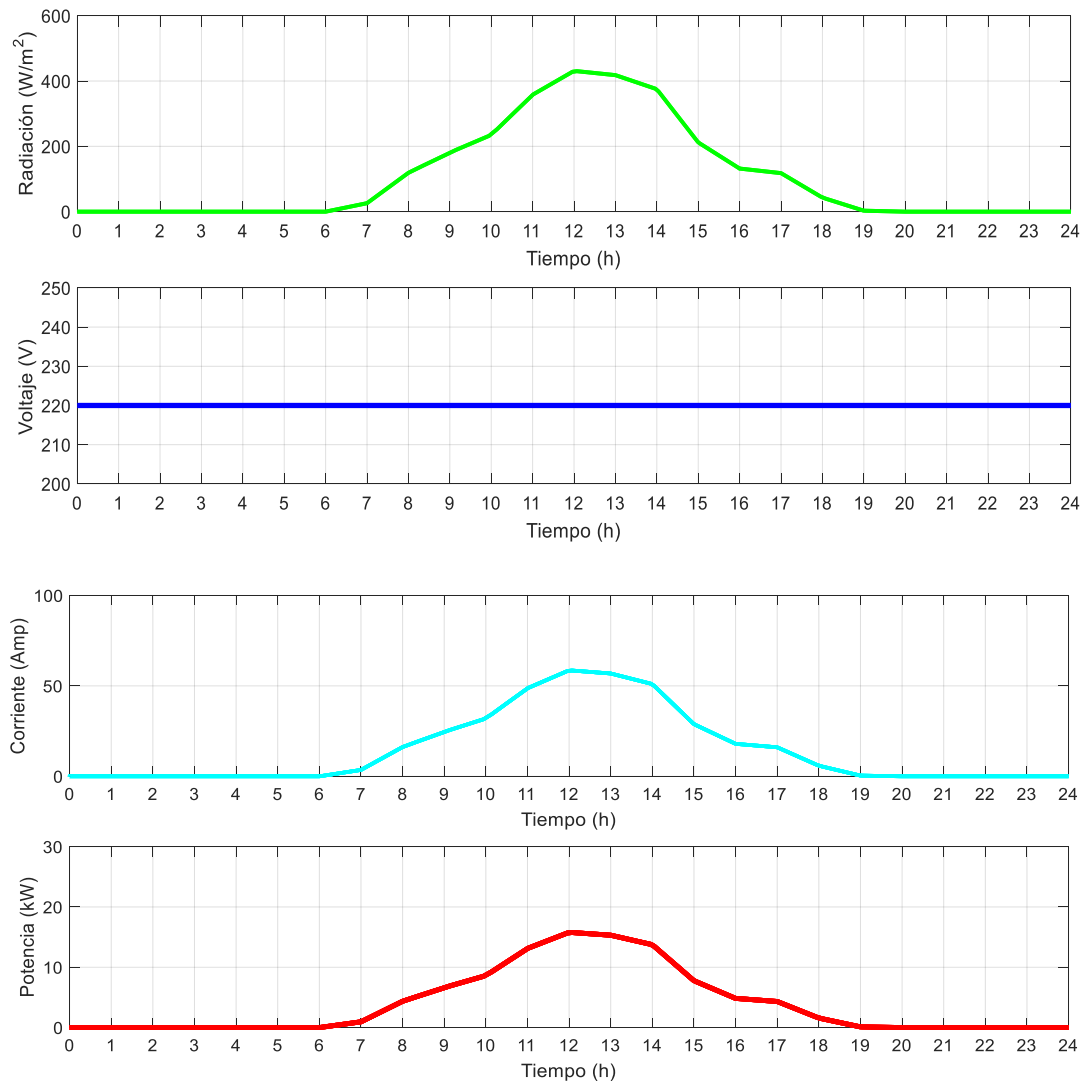 600
400
200
0
Radiación (W/m²)
0 1 2 3 4 5 6 7 8 9 10 11 12 13 14 15 16 17 18 19 20 21 22 23 24
Tiempo (h)
250
240
230
220
210
200
Voltaje (V)
0 1 2 3 4 5 6 7 8 9 10 11 12 13 14 15 16 17 18 19 20 21 22 23 24
Tiempo (h)
100
50
0
Corriente (Amp)
0 1 2 3 4 5 6 7 8 9 10 11 12 13 14 15 16 17 18 19 20 21 22 23 24
Tiempo (h)
30
20
10
0
Potencia (kW)
0 1 2 3 4 5 6 7 8 9 10 11 12 13 14 15 16 17 18 19 20 21 22 23 24
Tiempo (h)